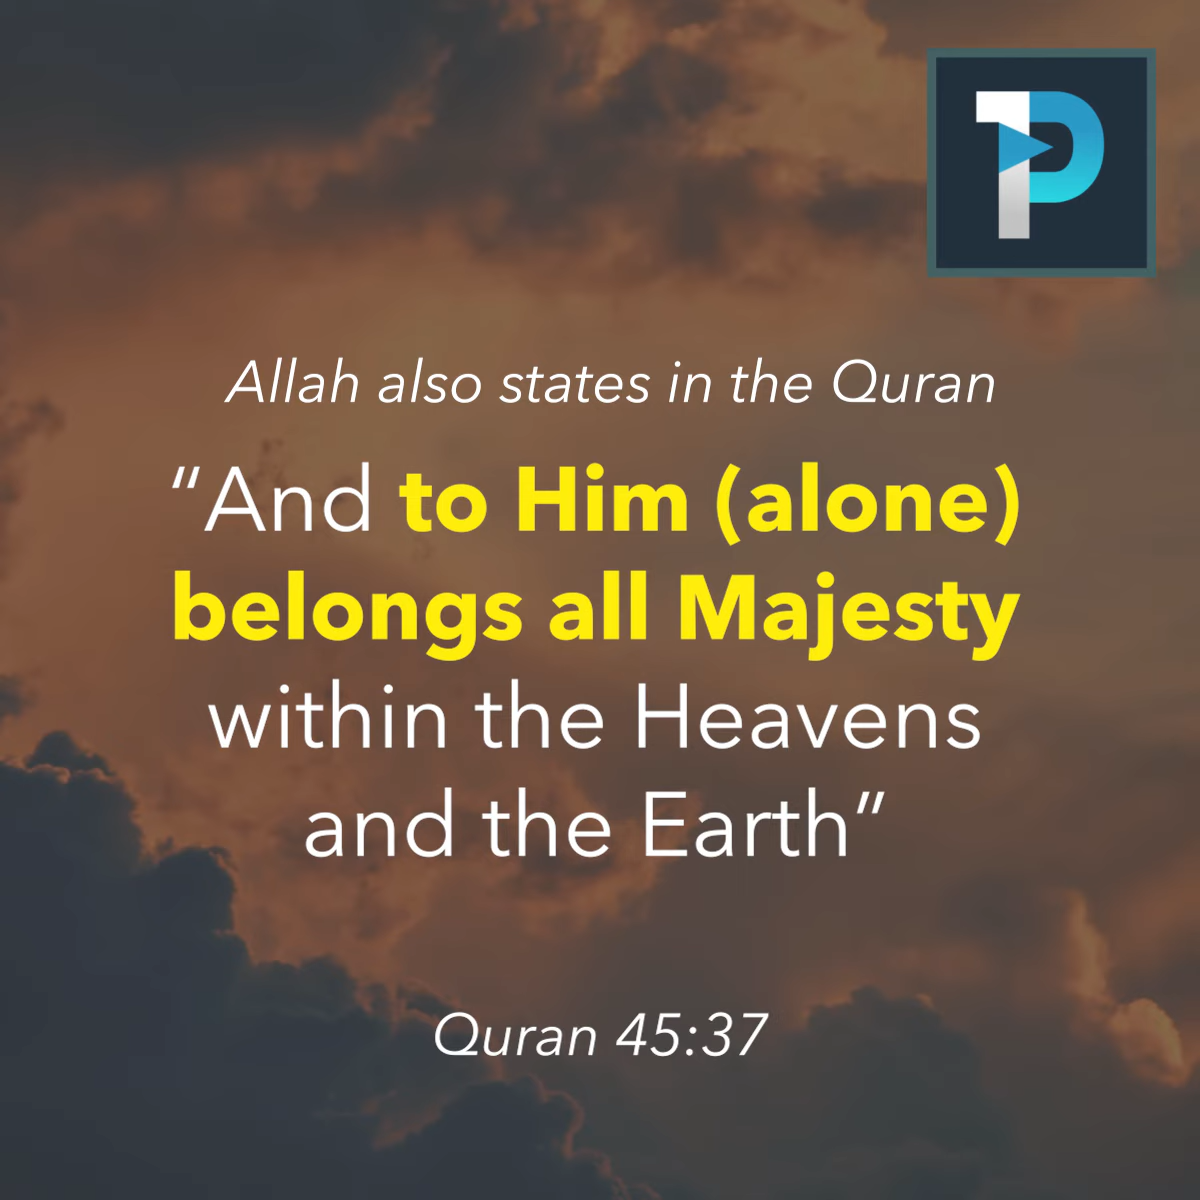 Allah also states in the Quran
“And to Him (alone)
belongs all Majesty
within the Heavens
and the Earth”
Quran 45:37